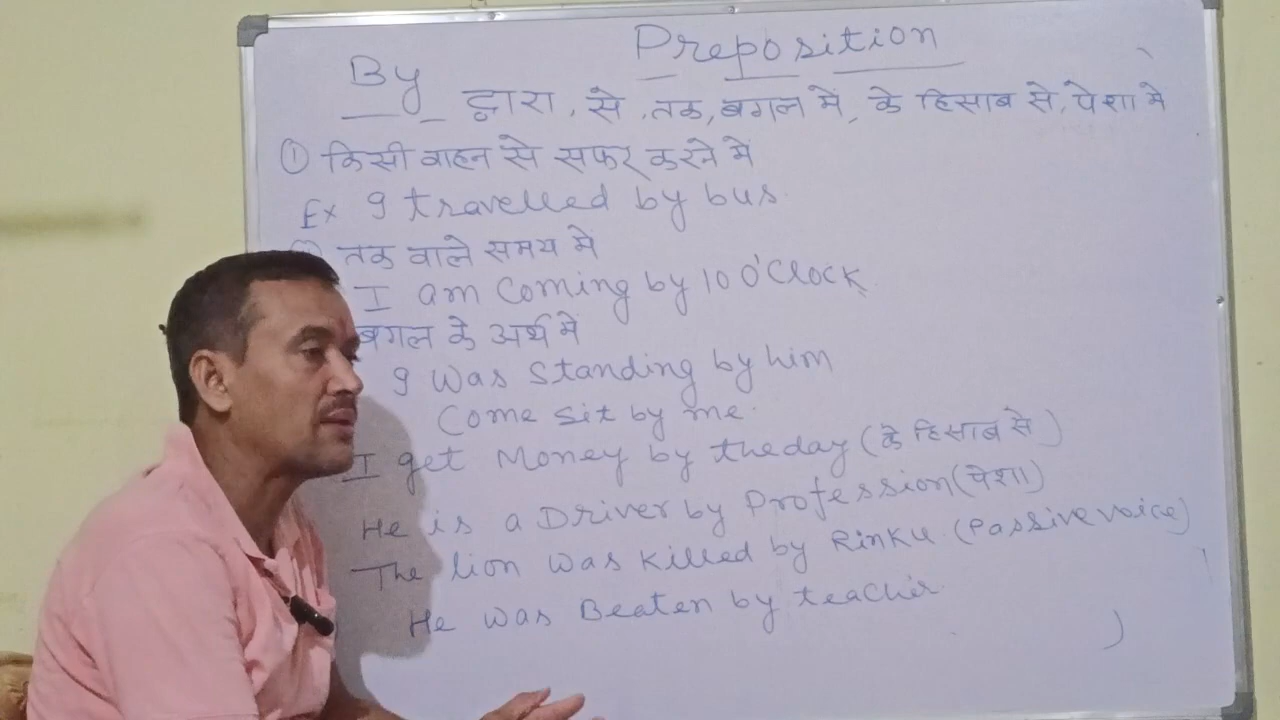 Preposition
By द्वारा, से, तक, बगल में, के हिसाब से, पेशा मे
① किसी वाहन से सफर करने में
Ex I travelled by bus.
तक वाले समय मे
I am Coming by 10 O'Clock
बगल के अर्थ में
I Was Standing by him
Come sit by me.
I get Money by the day (के हिसाब से)
He is a Driver by Profession (पेशा)
The lion Was Killed by Rinku (Passive voice)
He was Beaten by teacher